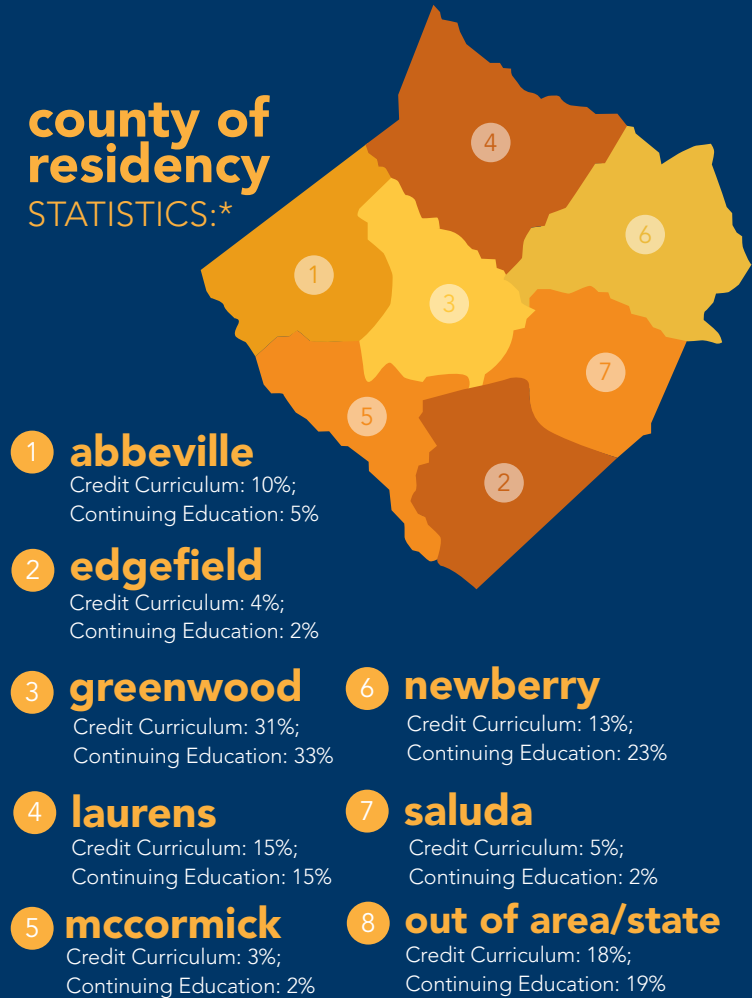 county of
residency
STATISTICS:*
4
6
1
3
7
5
2
1 abbeville
Credit Curriculum: 10%;
Continuing Education: 5%
2 edgefield
Credit Curriculum: 4%;
Continuing Education: 2%
3 greenwood
Credit Curriculum: 31%;
Continuing Education: 33%
4 laurens
Credit Curriculum: 15%;
Continuing Education: 15%
5 mccormick
Credit Curriculum: 3%;
Continuing Education: 2%
6 newberry
Credit Curriculum: 13%;
Continuing Education: 23%
7 saluda
Credit Curriculum: 5%;
Continuing Education: 2%
8 out of area/state
Credit Curriculum: 18%;
Continuing Education: 19%